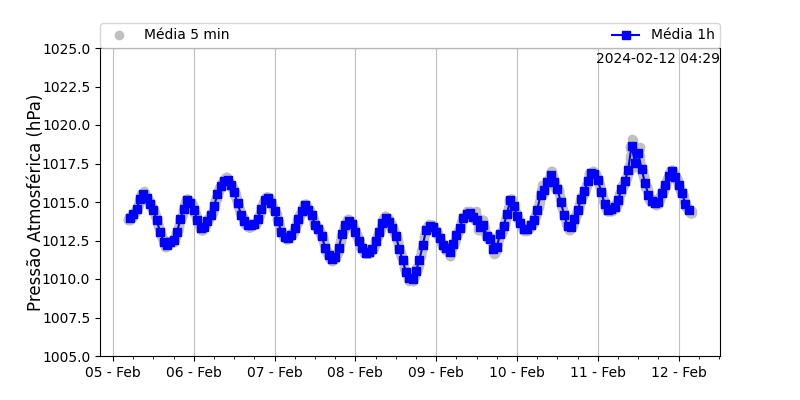 Média 5 min
Média 1h
2024-02-12 04:29
Pressão Atmosférica (hPa)
1025.0
1022.5
1020.0
1017.5
1015.0
1012.5
1010.0
1007.5
1005.0
05 - Feb
06 - Feb
07 - Feb
08 - Feb
09 - Feb
10 - Feb
11 - Feb
12 - Feb